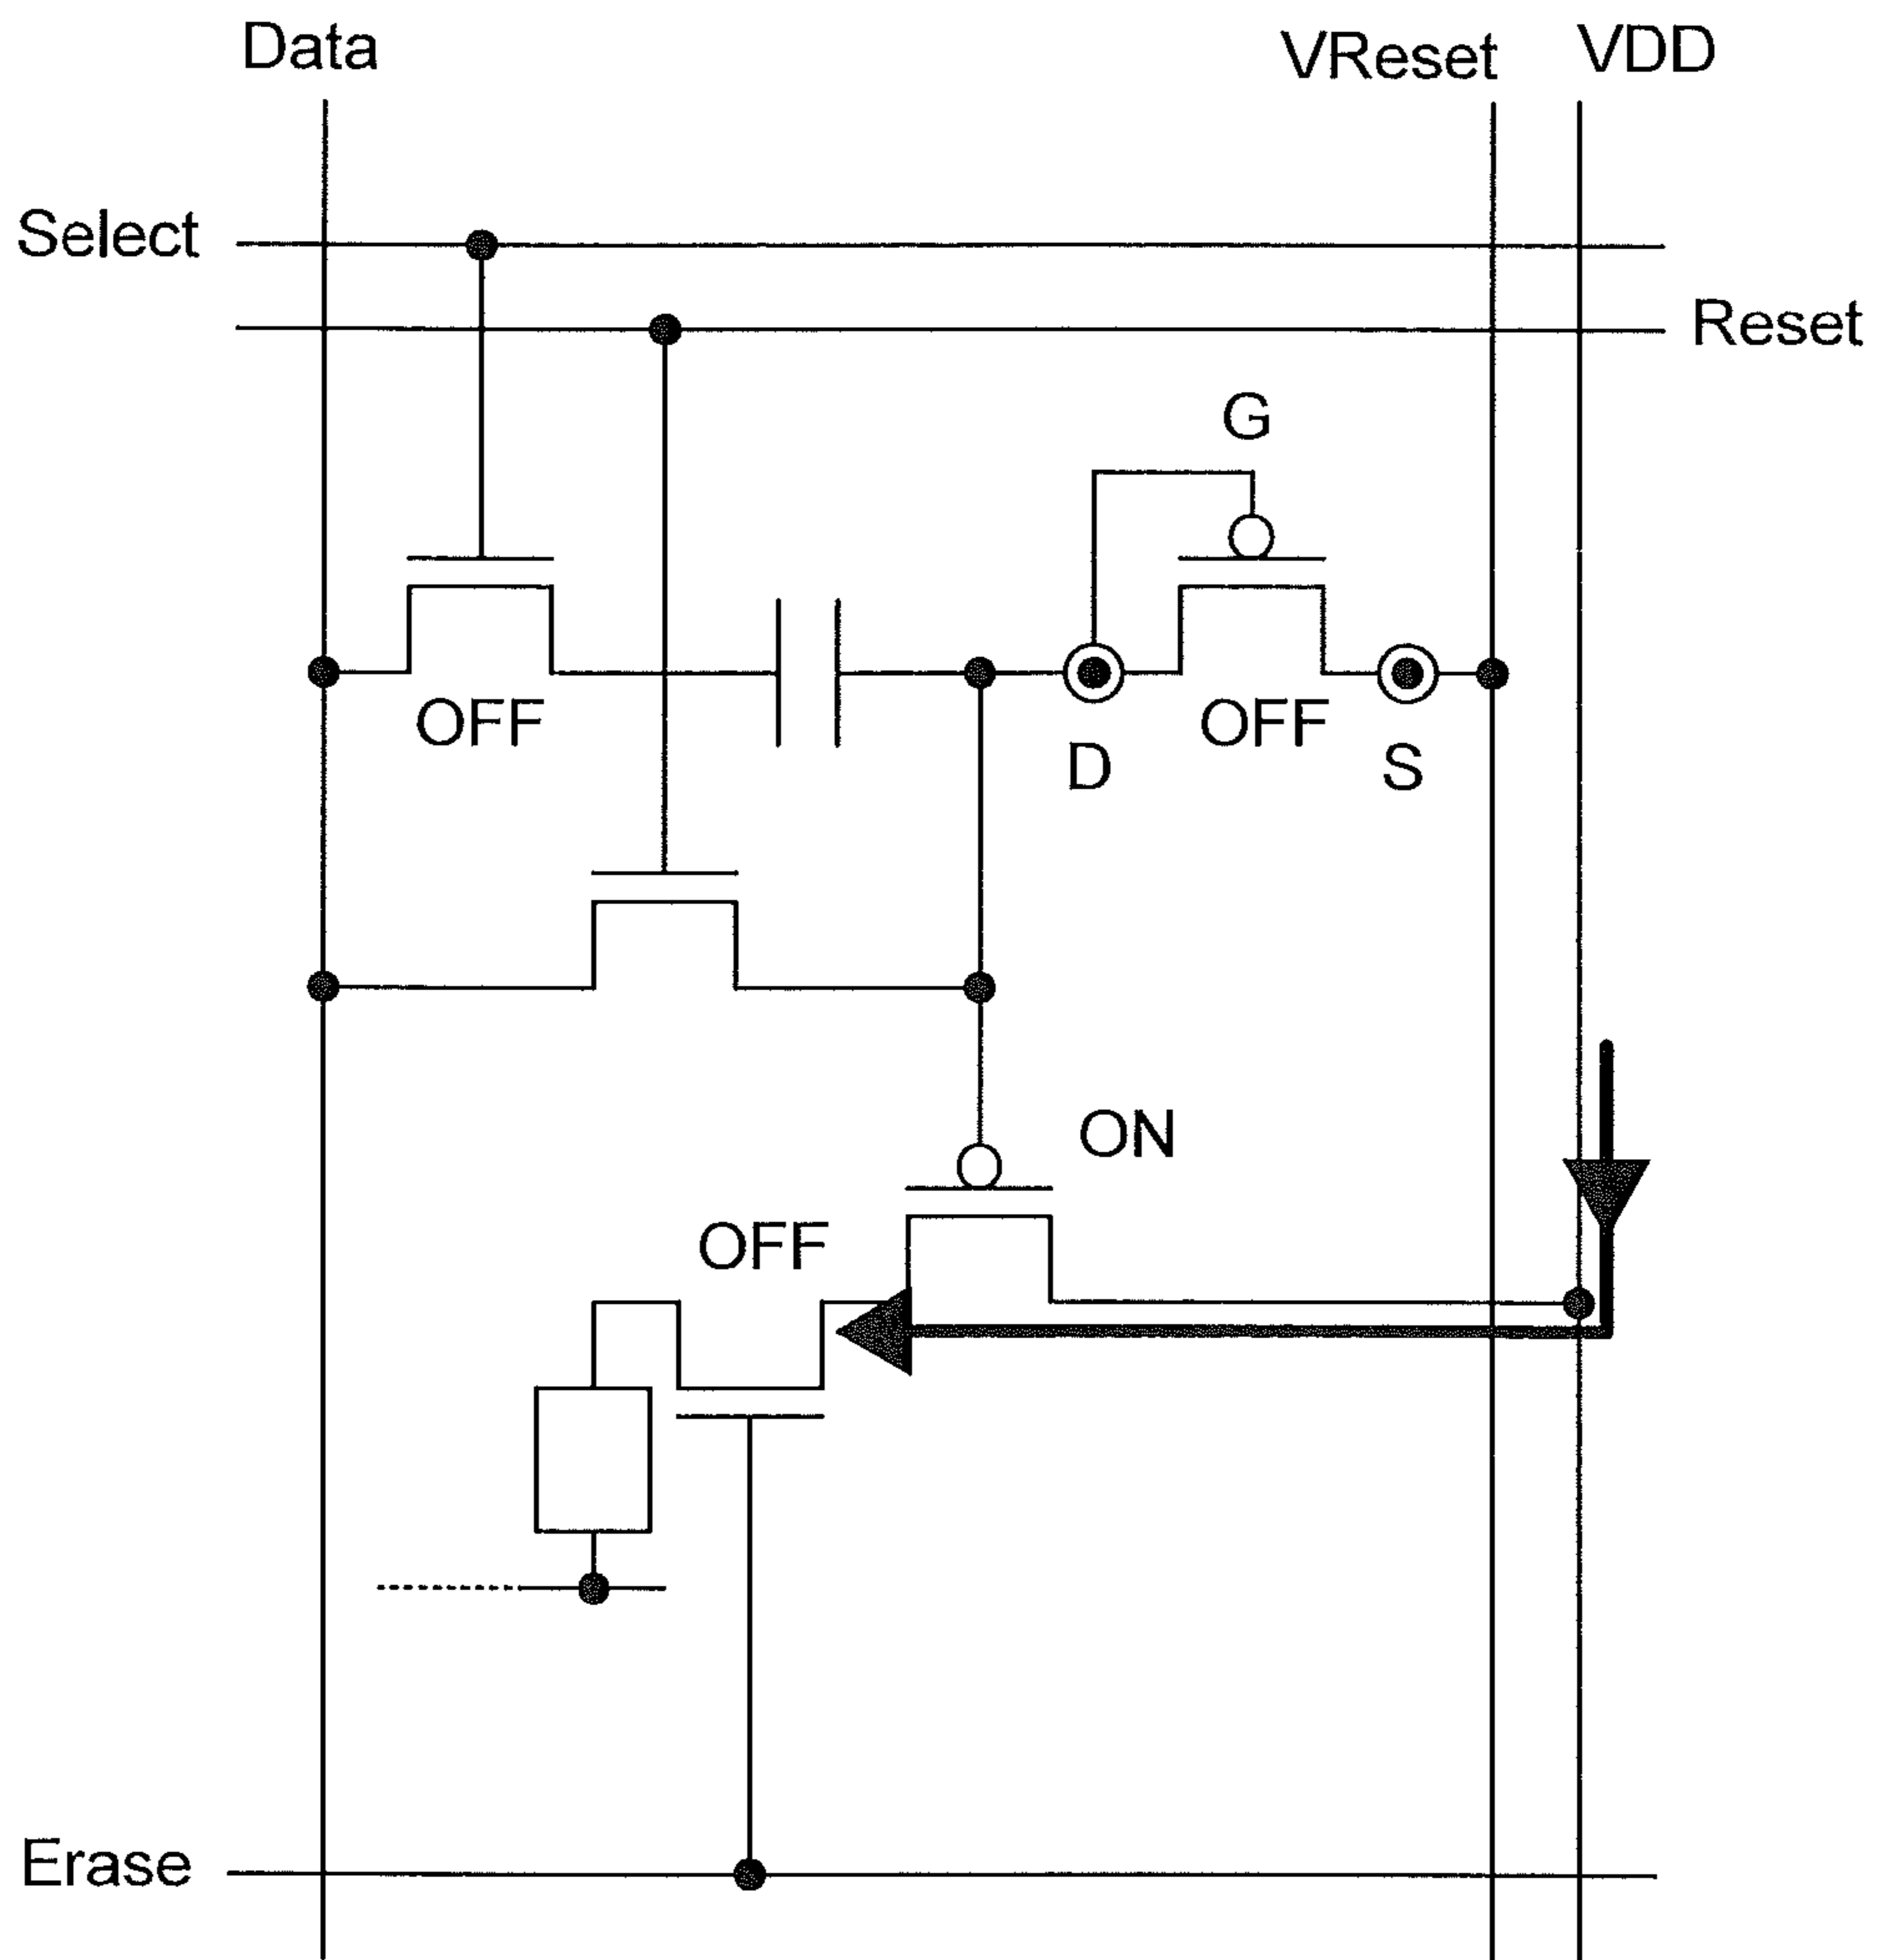 Data
VReset
VDD
Select
Reset
G
OFF
OFF
D
S
ON
OFF
Erase